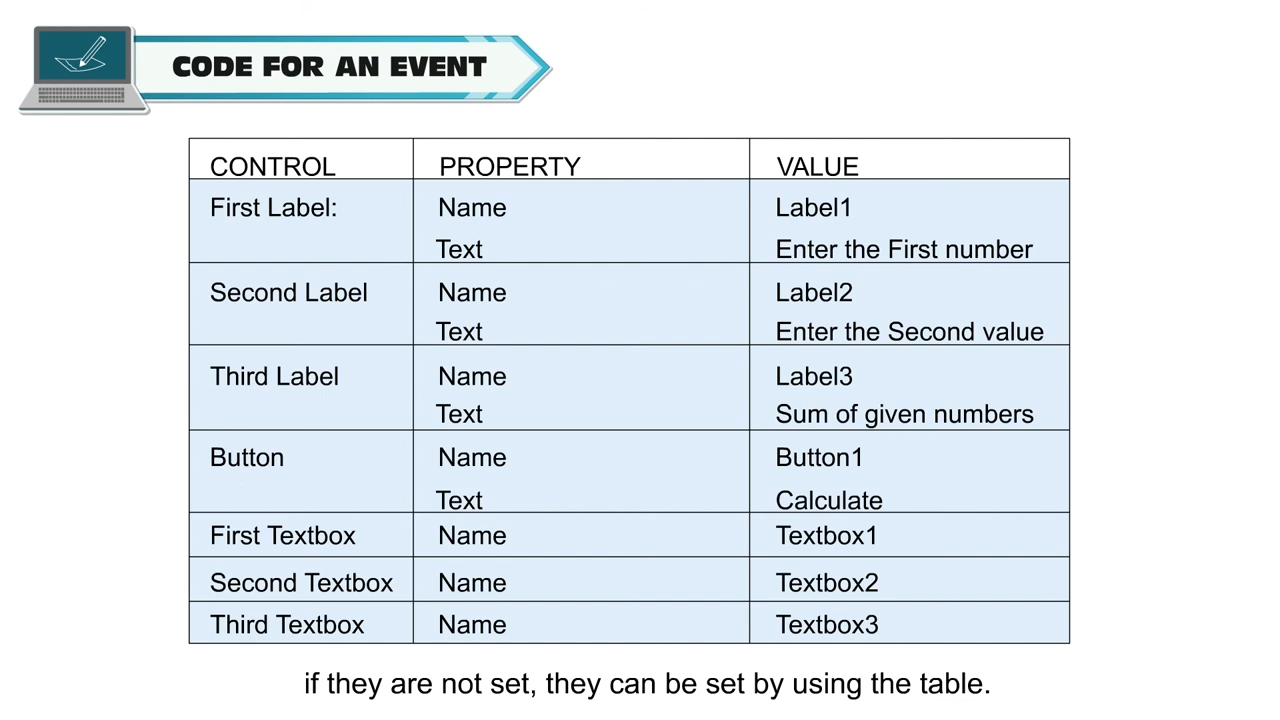 CODE FOR AN EVENT
CONTROL PROPERTY VALUE
First Label: Name Label1
Text Enter the First number
Second Label Name Label2
Text Enter the Second value
Third Label Name Label3
Text Sum of given numbers
Button Name Button1
Text Calculate
First Textbox Name Textbox1
Second Textbox Name Textbox2
Third Textbox Name Textbox3
if they are not set, they can be set by using the table.